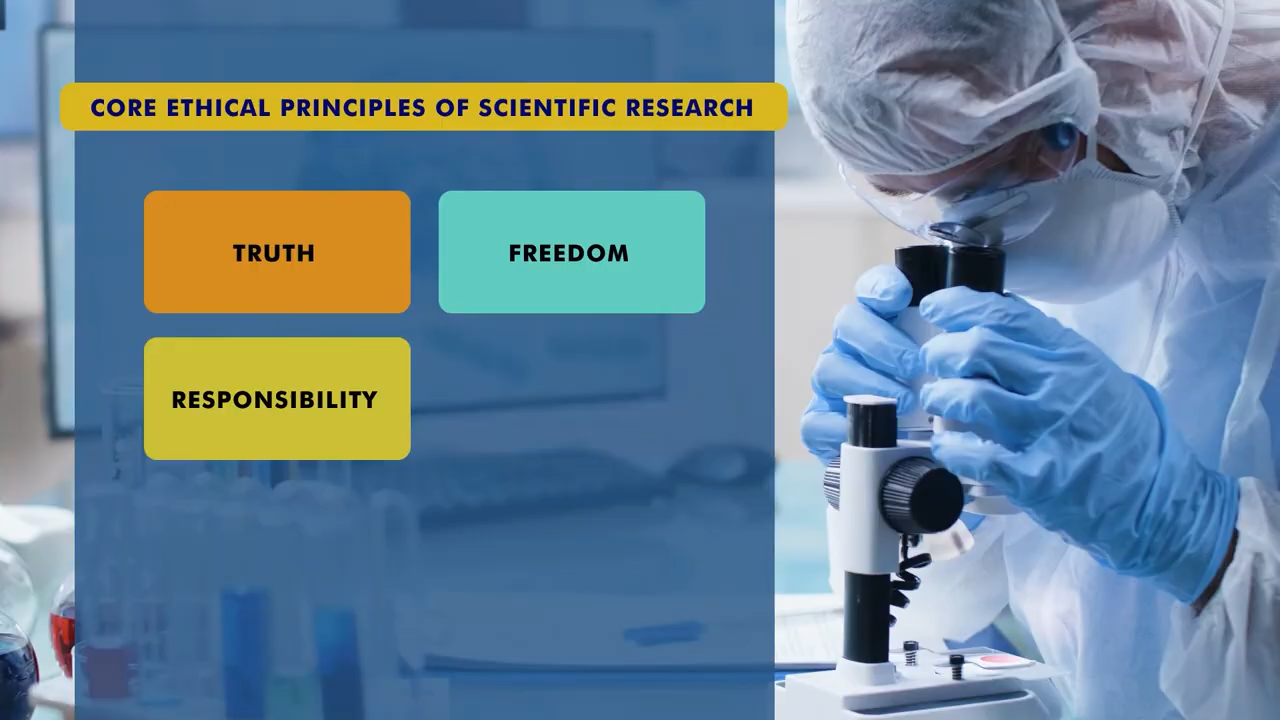 CORE ETHICAL PRINCIPLES OF SCIENTIFIC RESEARCH
TRUTH
FREEDOM
RESPONSIBILITY